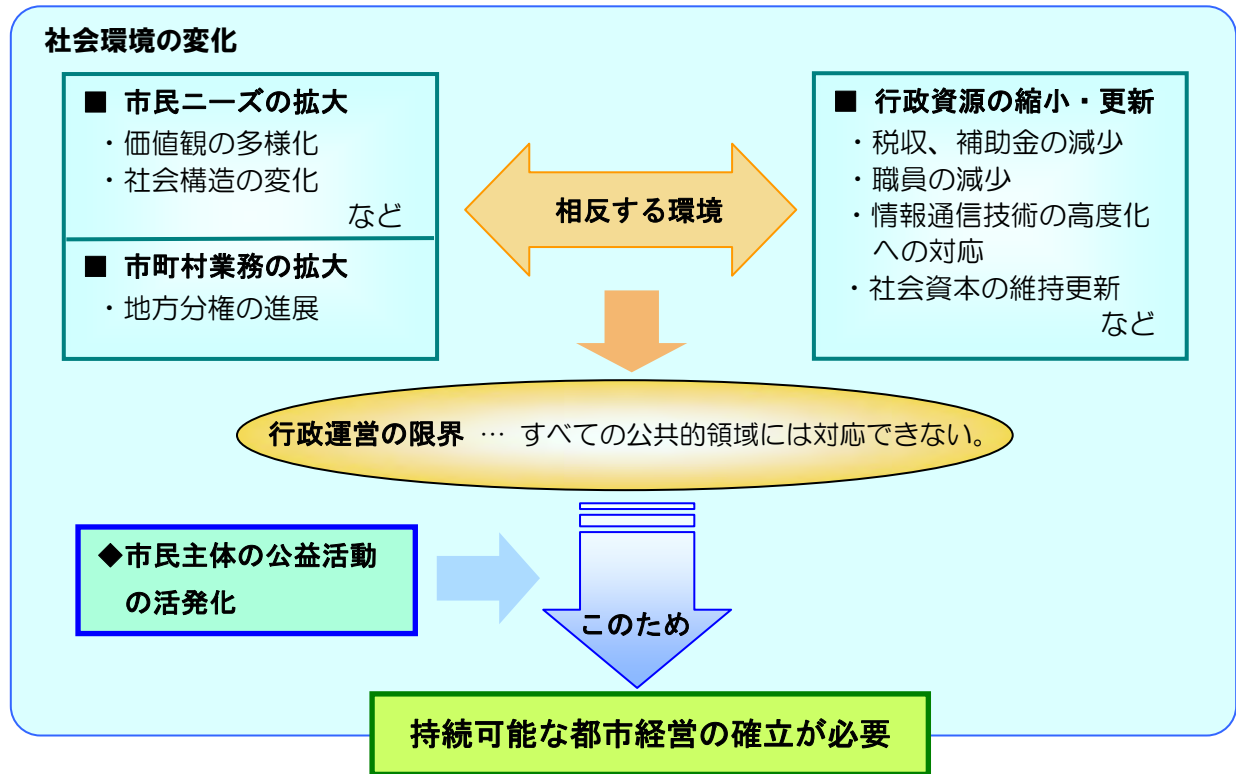 社会環境の変化
■ 市民ニーズの拡大
・価値観の多様化
・社会構造の変化
など
■ 市町村業務の拡大
・地方分権の進展
相反する環境
■ 行政資源の縮小・更新
・税収、補助金の減少
・職員の減少
・情報通信技術の高度化
への対応
・社会資本の維持更新
など
行政運営の限界 … すべての公共的領域には対応できない。
◆市民主体の公益活動
の活発化
このため
持続可能な都市経営の確立が必要